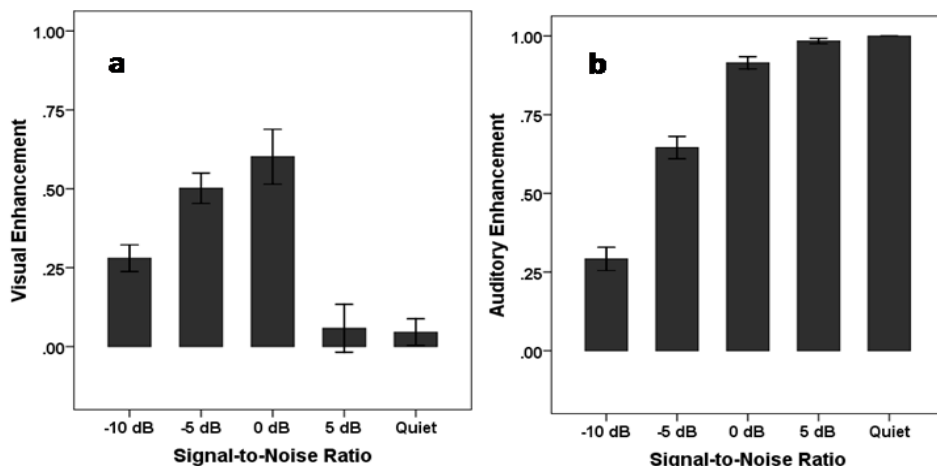 a
Visual Enhancement
1.00
.75
.50
.25
.00
-10 dB
-5 dB
0 dB
5 dB
Quiet
Signal-to-Noise Ratio
b
Auditory Enhancement
1.00
.75
.50
.25
.00
-10 dB
-5 dB
0 dB
5 dB
Quiet
Signal-to-Noise Ratio